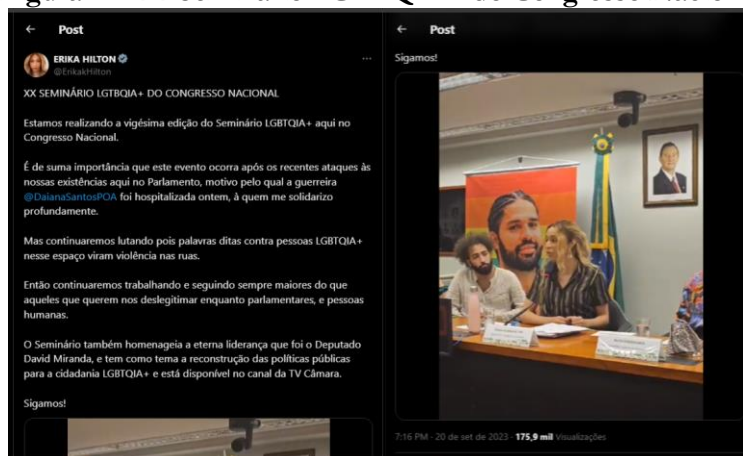 ← Post
ERIKA HILTON
@ErikakHilton
XX SEMINÁRIO LGTBQIA+ DO CONGRESSO NACIONAL
Estamos realizando a vigésima edição do Seminário LGBTQIA+ aqui no
Congresso Nacional.
É de suma importância que este evento ocorra após os recentes ataques às
nossas existências aqui no Parlamento, motivo pelo qual a guerreira
@DaianaSantosPOA foi hospitalizada ontem, à quem me solidarizo
profundamente.
Mas continuaremos lutando pois palavras ditas contra pessoas LGBTQIA+
nesse espaço viram violência nas ruas.
Então continuaremos trabalhando e seguindo sempre maiores do que
aqueles que querem nos deslegitimar enquanto parlamentares, e pessoas
humanas.
O Seminário também homenageia a eterna liderança que foi o Deputado
David Miranda, e tem como tema a reconstrução das políticas públicas
para a cidadania LGBTQIA+ e está disponível no canal da TV Câmara.
Sigamos!
← Post
Sigamos!
7:16 PM · 20 de set de 2023 · 175,9 mil Visualizações